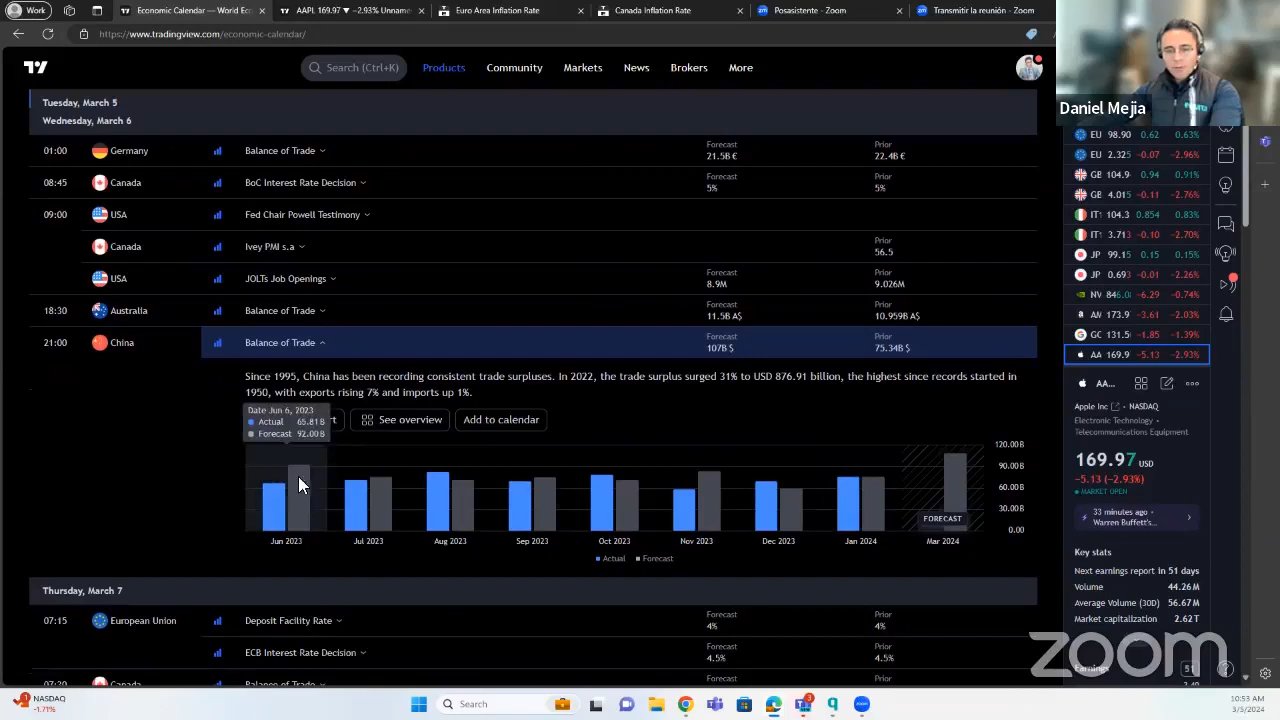 Work
Economic Calendar — World Eco
AAPL 169.97 ▼ −2.93% Unname
Euro Area Inflation Rate
Canada Inflation Rate
Posasistente - Zoom
Transmitir la reunión - Zoom
https://www.tradingview.com/economic-calendar/
Search (Ctrl+K)
Products
Community
Markets
News
Brokers
More
Daniel Mejia
Tuesday, March 5
Wednesday, March 6
01:00 Germany Balance of Trade Forecast 21.5B € Prior 22.4B €
08:45 Canada BoC Interest Rate Decision Forecast 5% Prior 5%
09:00 USA Fed Chair Powell Testimony
Canada Ivey PMI s.a Prior 56.5
USA JOLTs Job Openings Forecast 8.9M Prior 9.026M
18:30 Australia Balance of Trade Forecast 11.5B A$ Prior 10.959B A$
21:00 China Balance of Trade Forecast 107B $ Prior 75.34B $
Since 1995, China has been recording consistent trade surpluses. In 2022, the trade surplus surged 31% to USD 876.91 billion, the highest since records started in
1950, with exports rising 7% and imports up 1%.
Date Jun 6, 2023
Actual 65.81B
Forecast 92.00B
See overview
Add to calendar
120.00B
90.00B
60.00B
30.00B
0.00
FORECAST
Jun 2023 Jul 2023 Aug 2023 Sep 2023 Oct 2023 Nov 2023 Dec 2023 Jan 2024 Mar 2024
Actual Forecast
Thursday, March 7
07:15 European Union Deposit Facility Rate Forecast 4% Prior 4%
ECB Interest Rate Decision Forecast 4.5% Prior 4.5%
07:20 Canada Balance of Trade Forecast Prior
EU 98.90 0.62 0.63%
EU 2.325 −0.07 −2.96%
GB 104.9 0.94 0.91%
GB 4.015 −0.11 −2.76%
IT 104.3 0.854 0.83%
IT 3.713 −0.10 −2.70%
JP 99.15 0.15 0.15%
JP 0.693 −0.01 −2.26%
NV 846.0 −6.29 −0.74%
AM 173.9 −3.61 −2.03%
GO 131.5 −1.85 −1.39%
AA 169.9 −5.13 −2.93%
AA...
Apple Inc • NASDAQ
Electronic Technology •
Telecommunications Equipment
169.97 USD
−5.13 (−2.93%)
MARKET OPEN
33 minutes ago •
Warren Buffett's...
Key stats
Next earnings report in 51 days
Volume 44.26M
Average Volume (30D) 56.67M
Market capitalization 2.62T
zoom
Earnings
NASDAQ
-1.71%
Search
3
10:53 AM
3/5/2024